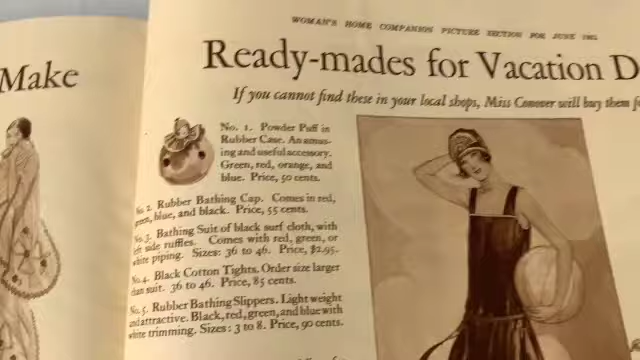 Make
WOMAN'S HOME COMPANION PICTURE SECTION FOR JUNE
Ready-mades for Vacation D
If you cannot find these in your local shops, Miss Conover will buy them fo
No. 1. Powder Puff in
Rubber Case. An amus-
ing and useful accessory.
Green, red, orange, and
blue. Price, 50 cents.
No. 2. Rubber Bathing Cap. Comes in red,
green, blue, and black. Price, 55 cents.
No. 3. Bathing Suit of black surf cloth, with
left side ruffles. Comes with red, green, or
white piping. Sizes: 36 to 46. Price, $2.95.
No. 4. Black Cotton Tights. Order size larger
than suit. 36 to 46. Price, 85 cents.
No. 5. Rubber Bathing Slippers. Light weight
and attractive. Black, red, green, and blue with
white trimming. Sizes: 3 to 8. Price, 90 cents.